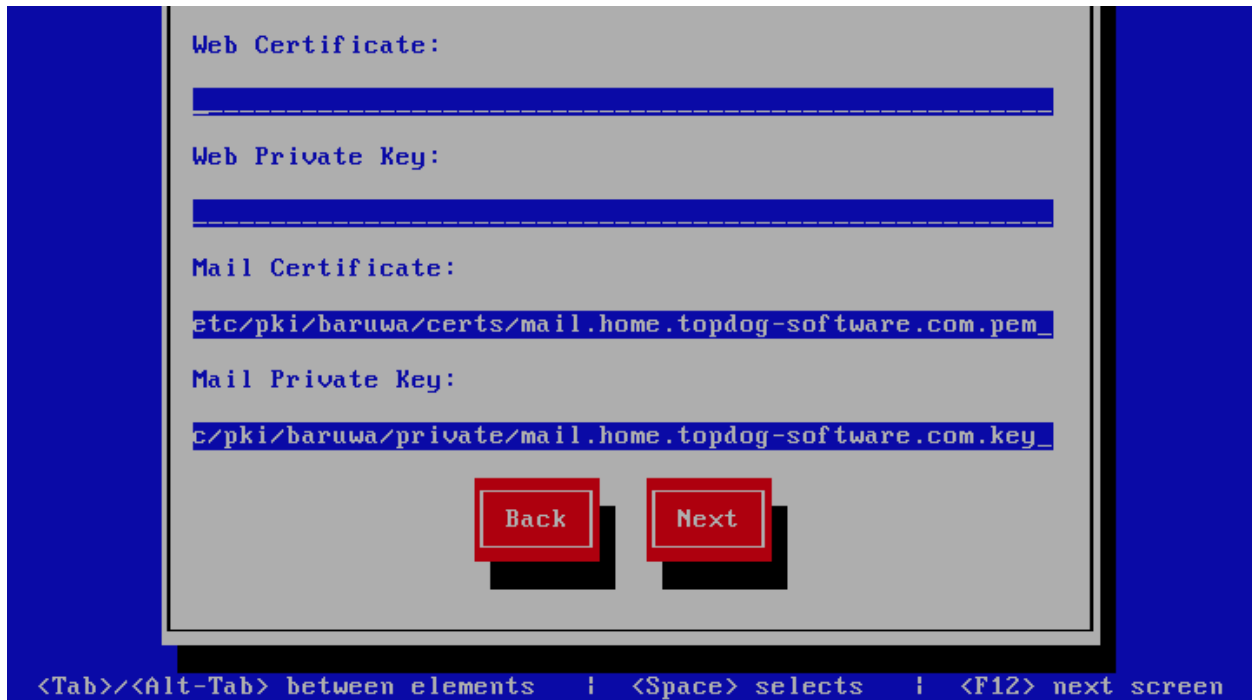 Web Certificate:
Web Private Key:
Mail Certificate:
etc/pki/baruwa/certs/mail.home.topdog-software.com.pem_
Mail Private Key:
c/pki/baruwa/private/mail.home.topdog-software.com.key_
Back Next
<Tab>/<Alt-Tab> between elements | <Space> selects | <F12> next screen